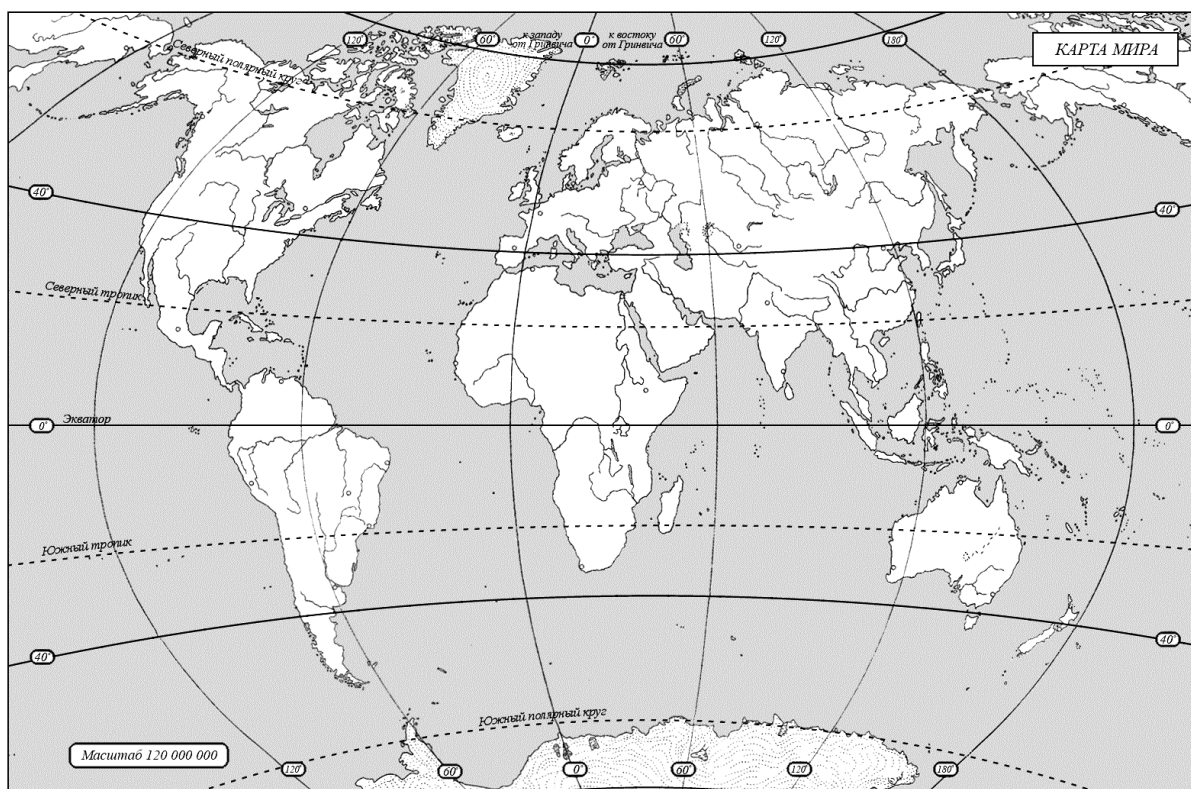 120°
60°
к западу
от Гринвича
0°
к востоку
от Гринвича
60°
120°
180°
КАРТА МИРА
Северный полярный круг
40°
40°
Северный тропик
Экватор
0°
0°
Южный тропик
40°
40°
Южный полярный круг
Масштаб 120 000 000
120°
60°
0°
60°
120°
180°